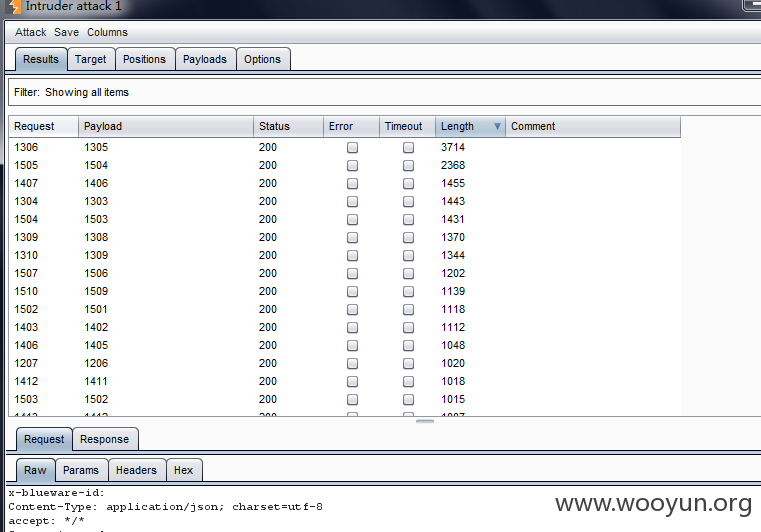 Intruder attack 1
Attack Save Columns
Results Target Positions Payloads Options
Filter: Showing all items
Request Payload Status Error Timeout Length Comment
1306 1305 200 3714
1505 1504 200 2368
1407 1406 200 1455
1304 1303 200 1443
1504 1503 200 1431
1309 1308 200 1370
1310 1309 200 1344
1507 1506 200 1202
1510 1509 200 1139
1502 1501 200 1118
1403 1402 200 1112
1406 1405 200 1048
1207 1206 200 1020
1412 1411 200 1018
1503 1502 200 1015
Request Response
Raw Params Headers Hex
x-blueware-id:
Content-Type: application/json; charset=utf-8
accept: */*
www.wooyun.org